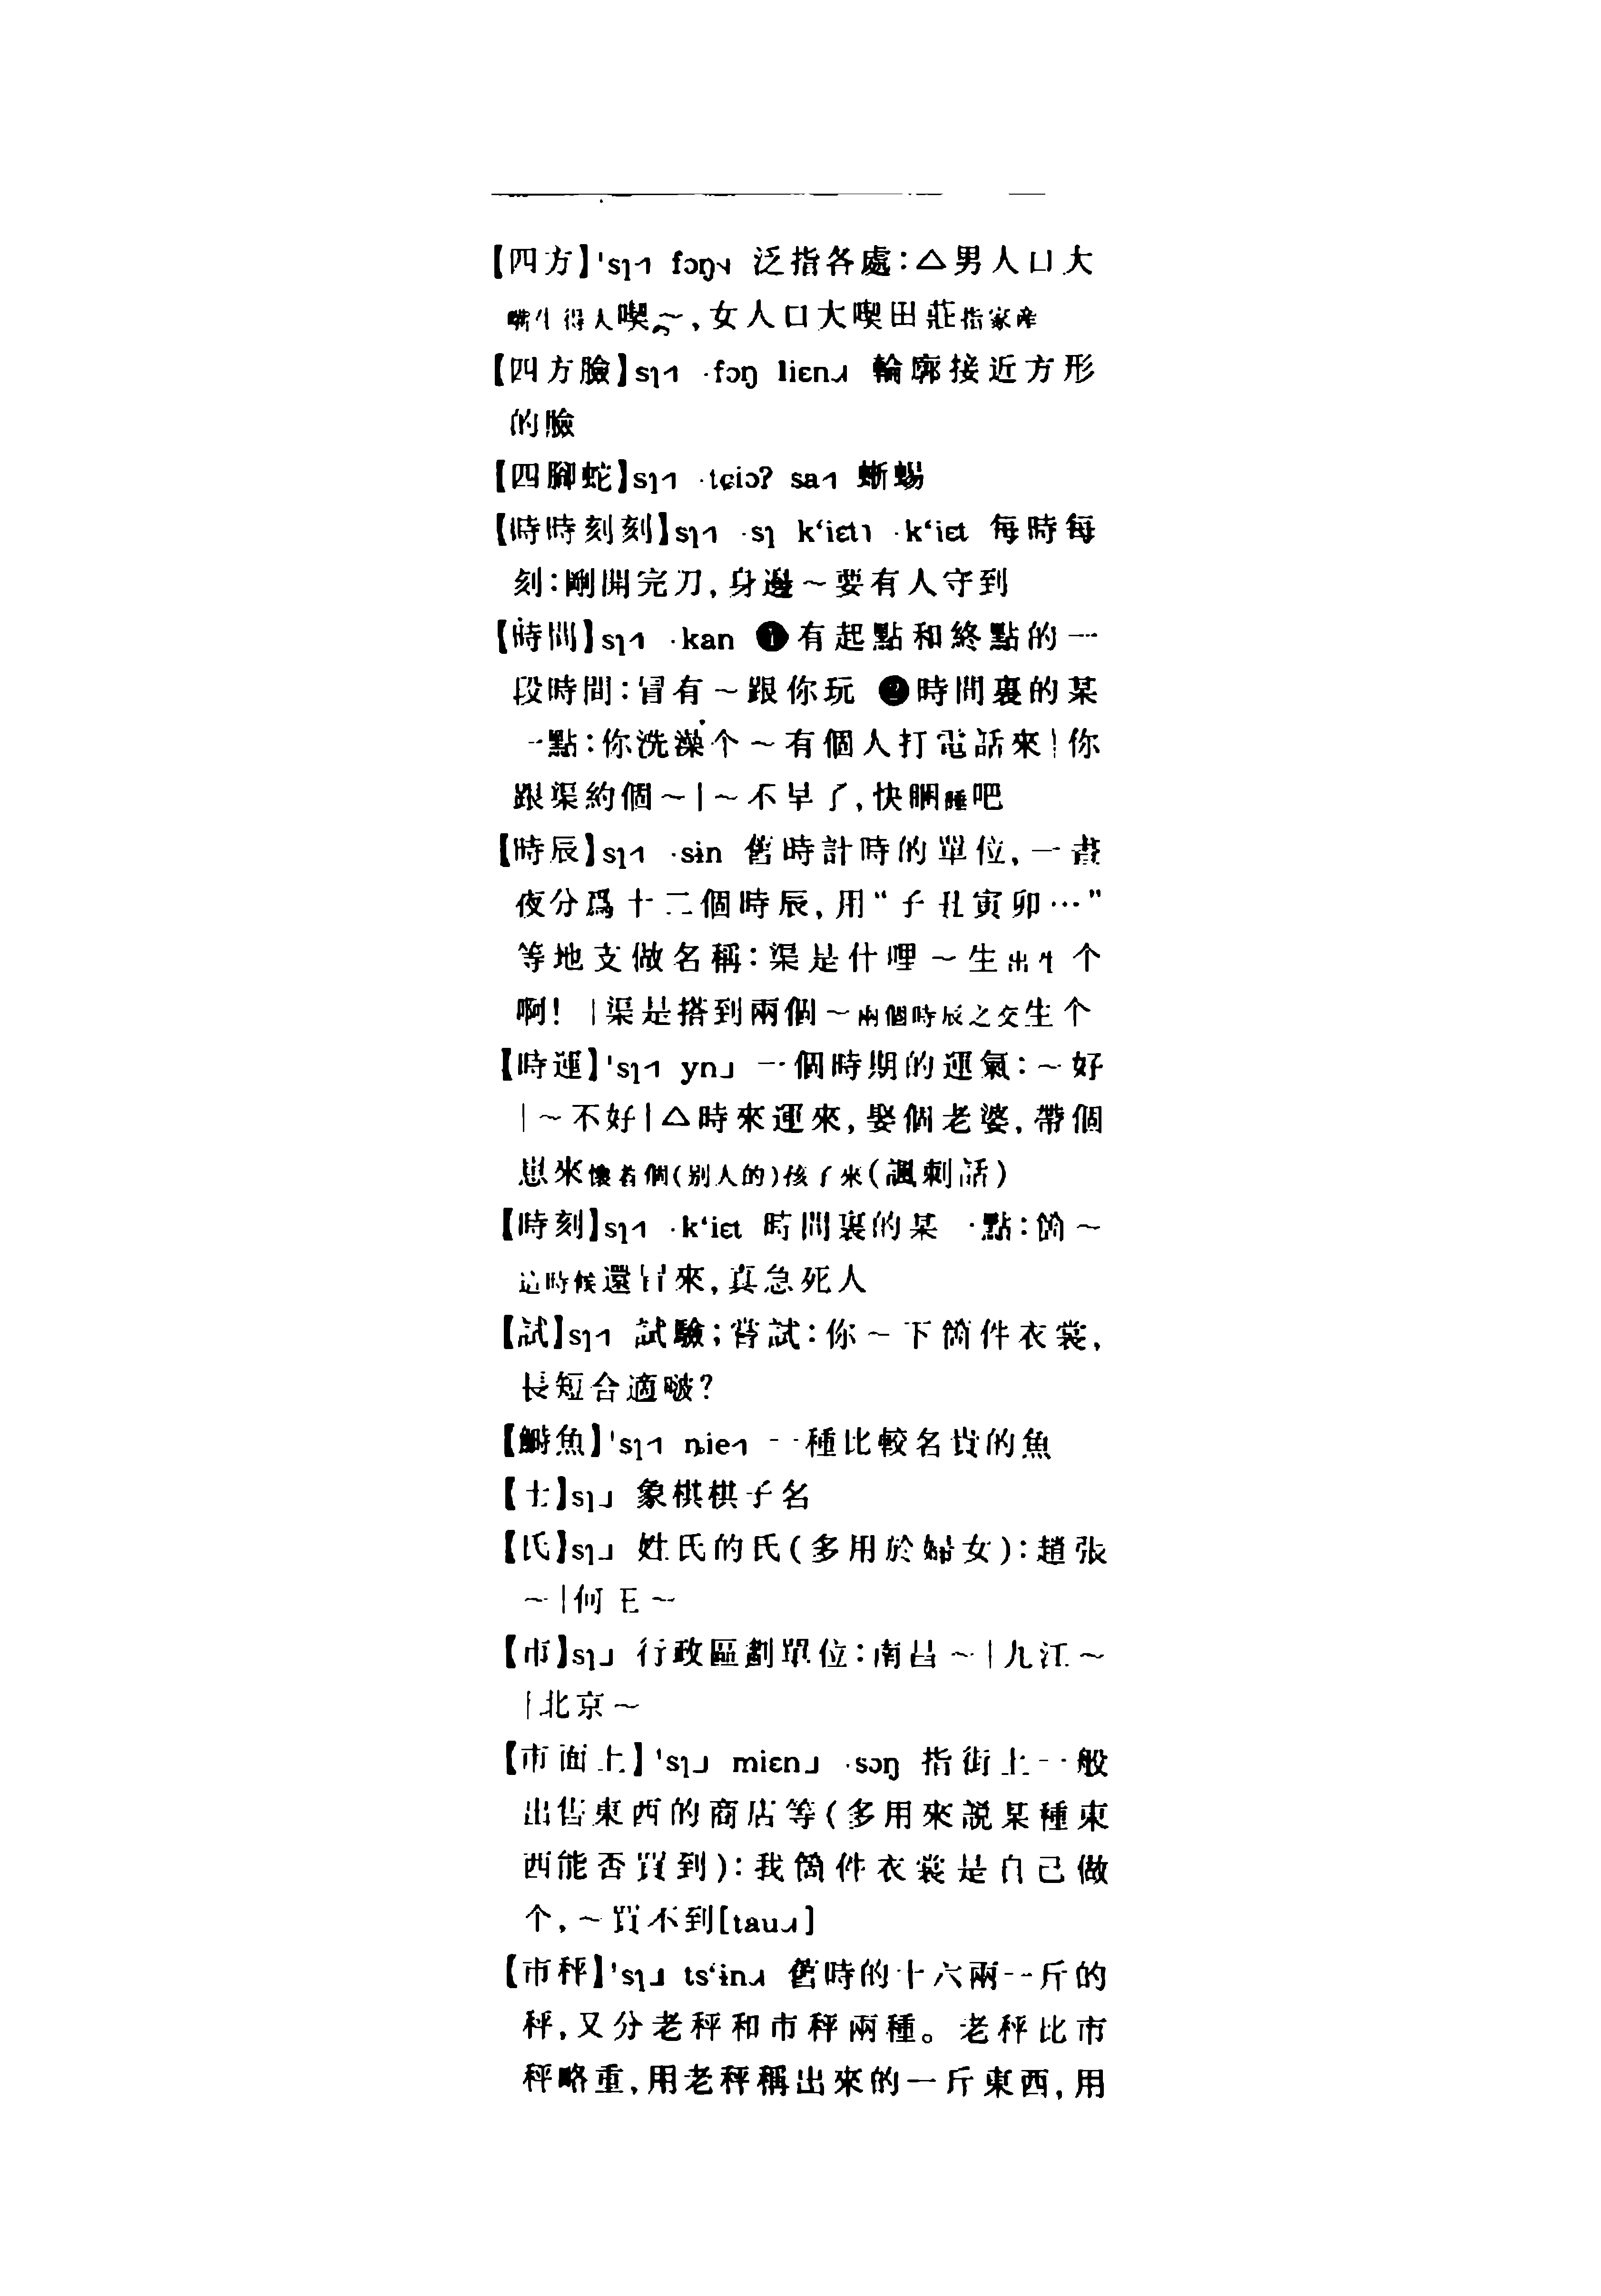 【四方】'sɿ˧˥ fɔŋ˧˩ 泛指各處:△男人口大
嘴生得大喫～,女人口大喫田莊指家産
【四方臉】sɿ˧˥ ·fɔŋ liɛn˩˧ 輪廓接近方形
的臉
【四腳蛇】sɿ˧˥ ·tɕiɔʔ sa˧˥ 蜥蜴
【時時刻刻】sɿ˧˥ ·sɿ k‘iɛt˥ ·k‘iɛt 每時每
刻:剛開完刀,身邊～要有人守到
【時間】sɿ˧˥ ·kan ❶有起點和終點的一
段時間:冒有～跟你玩 ❷時間裏的某
一點:你洗澡个～有個人打電話來|你
跟渠約個～|～不早了,快睏睡吧
【時辰】sɿ˧˥ ·sɨn 舊時計時的單位,一晝
夜分爲十二個時辰,用“子丑寅卯…”
等地支做名稱:渠是什哩～生出生个
啊! |渠是搭到兩個～兩個時辰之交生个
【時運】'sɿ˧˥ yn˩ 一個時期的運氣:～好
|～不好|△時來運來,娶個老婆,帶個
崽來懷着個(别人的)孩子來(諷刺話)
【時刻】sɿ˧˥ ·k‘iɛt 時間裏的某一點:箇～
這時候還冒來,真急死人
【試】sɿ˧˥ 試驗;嘗試:你～下箇件衣裳,
長短合適啵?
【鰣魚】'sɿ˧˥ ȵie˧˥ 一種比較名貴的魚
【士】sɿ˩ 象棋棋子名
【氏】sɿ˩ 姓氏的氏(多用於婦女):趙張
～|何王～
【市】sɿ˩ 行政區劃單位:南昌～|九江～
|北京～
【市面上】'sɿ˩ miɛn˩ ·sɔŋ 指街上一般
出售東西的商店等(多用來説某種東
西能否買到):我箇件衣裳是自己做
个,～買不到[tau˩˧]
【市秤】'sɿ˩ ts‘ɨn˩˧ 舊時的十六兩一斤的
秤,又分老秤和市秤兩種。老秤比市
秤略重,用老秤稱出來的一斤東西,用